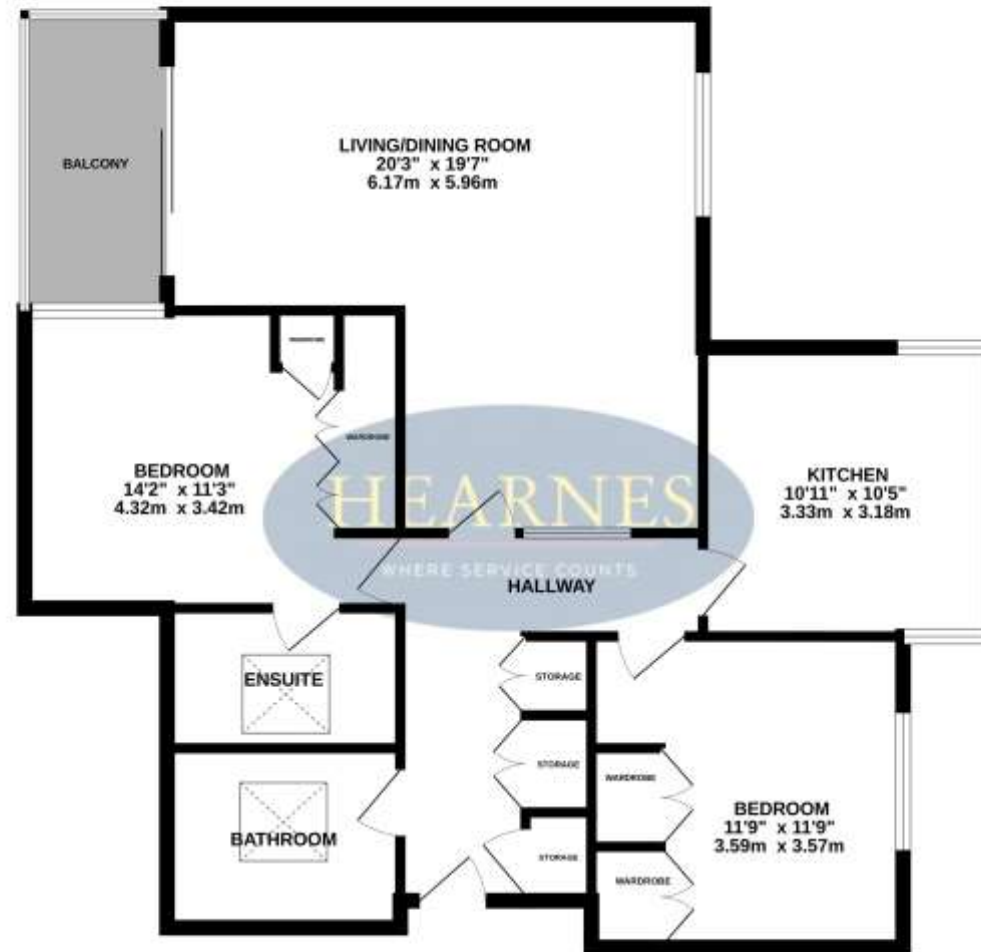 BALCONY
LIVING/DINING ROOM
20'3" x 19'7"
6.17m x 5.96m
WARDROBE
BEDROOM
14'2" x 11'3"
4.32m x 3.42m
KITCHEN
10'11" x 10'5"
3.33m x 3.18m
HEARNES
WHERE SERVICE COUNTS
HALLWAY
ENSUITE
STORAGE
STORAGE
WARDROBE
BEDROOM
11'9" x 11'9"
3.59m x 3.57m
BATHROOM
STORAGE
WARDROBE